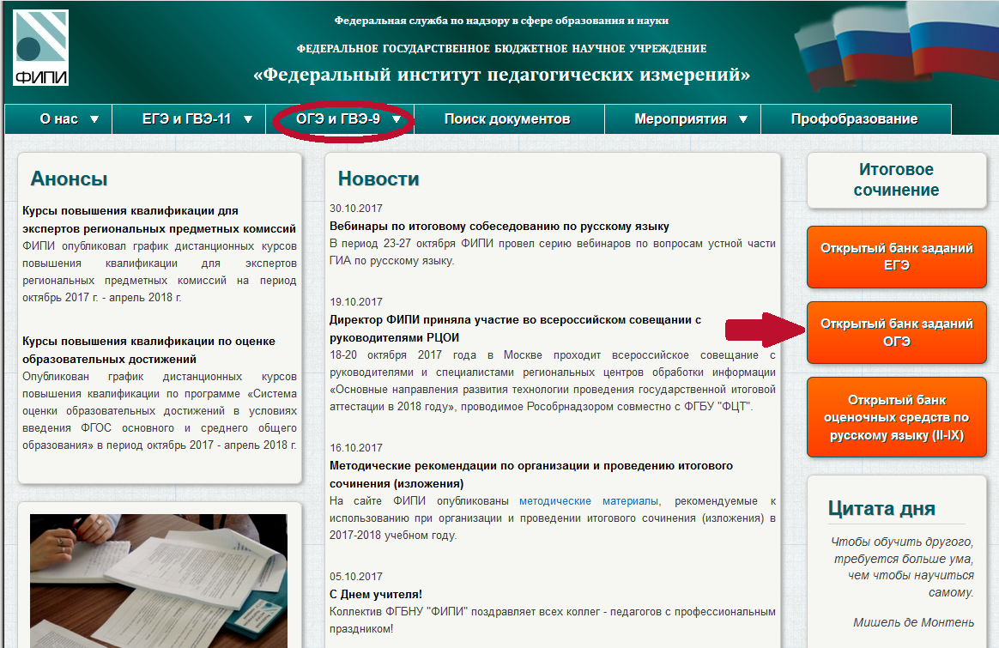 Федеральная служба по надзору в сфере образования и науки
ФЕДЕРАЛЬНОЕ ГОСУДАРСТВЕННОЕ БЮДЖЕТНОЕ НАУЧНОЕ УЧРЕЖДЕНИЕ
«Федеральный институт педагогических измерений»
ФИПИ
О нас
ЕГЭ и ГВЭ-11
ОГЭ и ГВЭ-9
Поиск документов
Мероприятия
Профобразование
Анонсы
Курсы повышения квалификации для
экспертов региональных предметных комиссий
ФИПИ опубликовал график дистанционных курсов
повышения квалификации для экспертов
региональных предметных комиссий на период
октябрь 2017 г. - апрель 2018 г.
Курсы повышения квалификации по оценке
образовательных достижений
Опубликован график дистанционных курсов
повышения квалификации по программе «Система
оценки образовательных достижений в условиях
введения ФГОС основного и среднего общего
образования» в период октябрь 2017 - апрель 2018 г.
Новости
30.10.2017
Вебинары по итоговому собеседованию по русскому языку
В период 23-27 октября ФИПИ провел серию вебинаров по вопросам устной части
ГИА по русскому языку.
19.10.2017
Директор ФИПИ приняла участие во всероссийском совещании с
руководителями РЦОИ
18-20 октября 2017 года в Москве проходит всероссийское совещание с
руководителями и специалистами региональных центров обработки информации
«Основные направления развития технологии проведения государственной итоговой
аттестации в 2018 году», проводимое Рособрнадзором совместно с ФГБУ "ФЦТ".
16.10.2017
Методические рекомендации по организации и проведению итогового
сочинения (изложения)
На сайте ФИПИ опубликованы методические материалы, рекомендуемые к
использованию при организации и проведении итогового сочинения (изложения) в
2017-2018 учебном году.
05.10.2017
С Днем учителя!
Коллектив ФГБНУ "ФИПИ" поздравляет всех коллег - педагогов с профессиональным
праздником!
Итоговое
сочинение
Открытый банк заданий
ЕГЭ
Открытый банк заданий
ОГЭ
Открытый банк
оценочных средств по
русскому языку (II-IX)
Цитата дня
Чтобы обучить другого,
требуется больше ума,
чем чтобы научиться
самому.
Мишель де Монтень